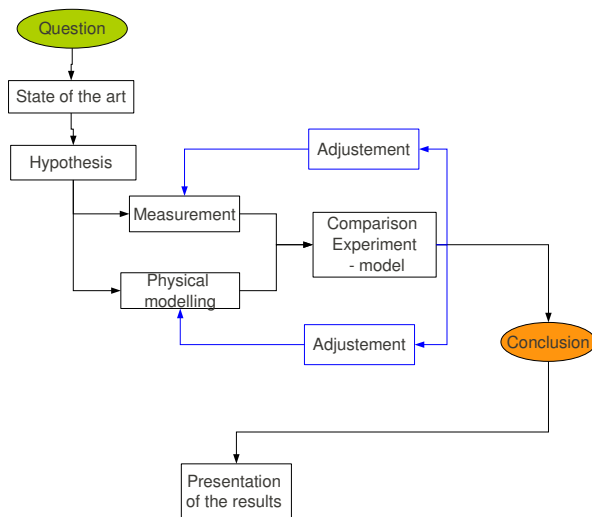 Question
State of the art
Hypothesis
Adjustement
Measurement
Comparison
Experiment
- model
Physical
modelling
Adjustement
Conclusion
Presentation
of the results